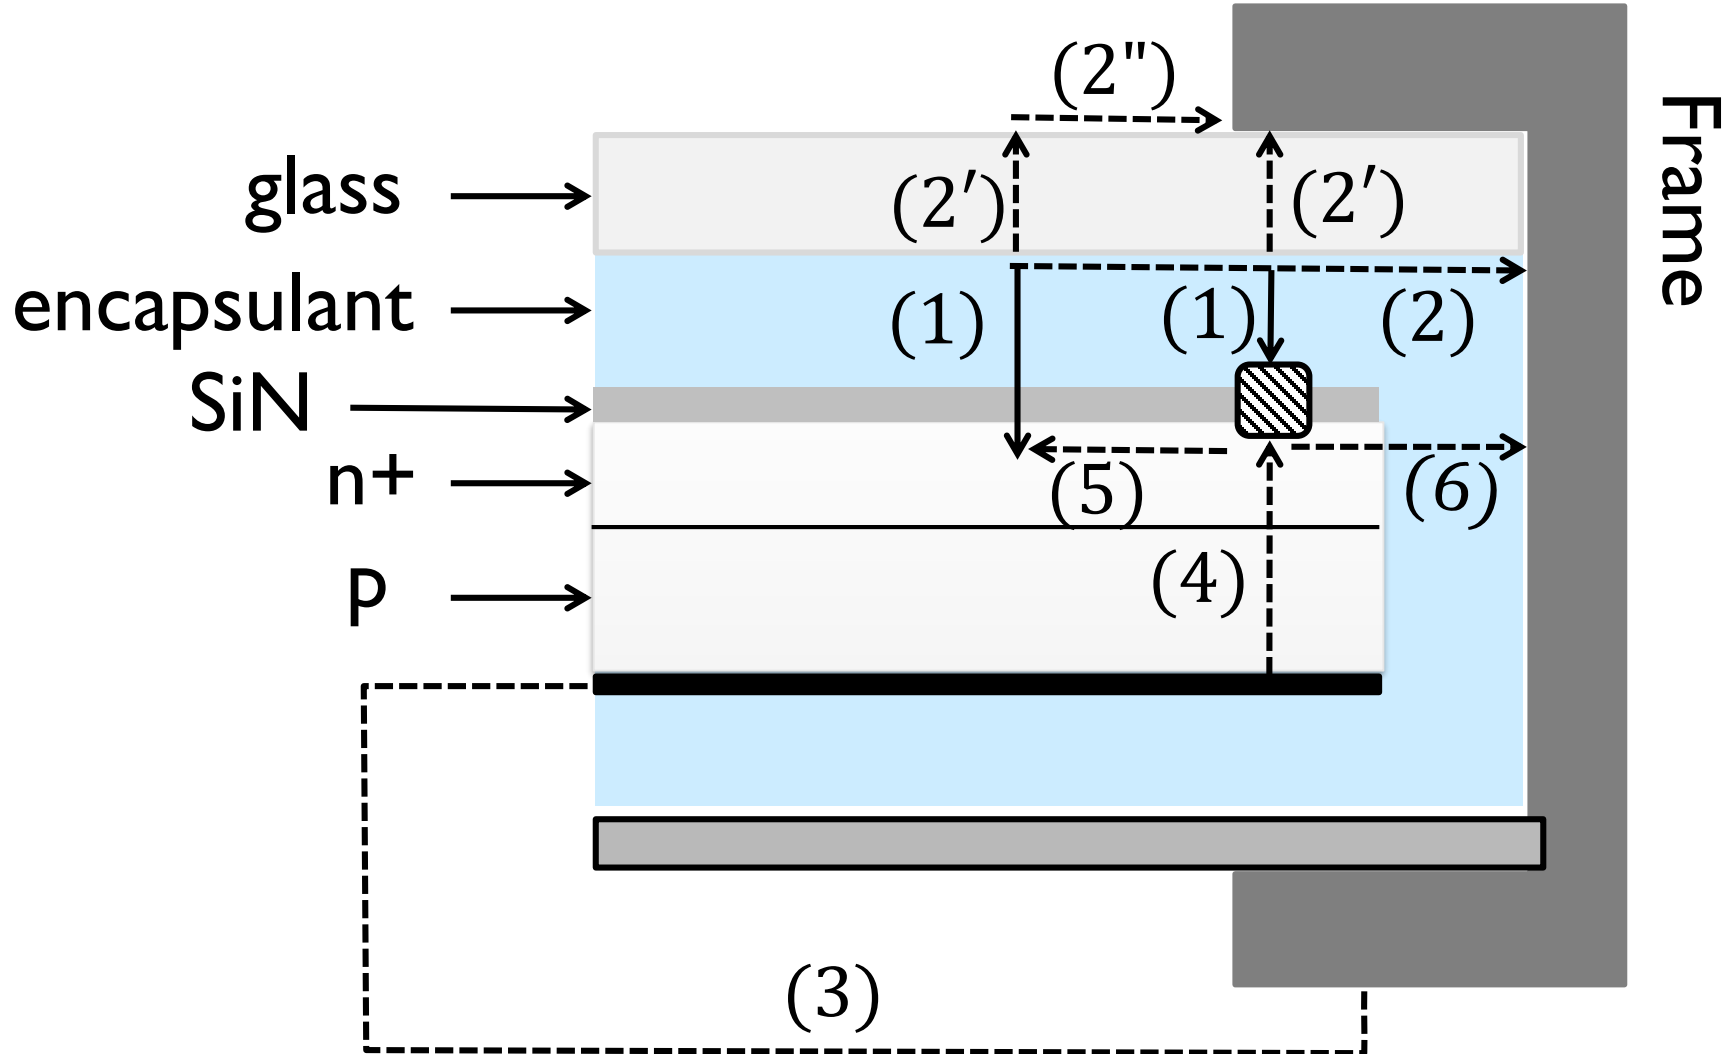 (2")
glass
(2′)
(2′)
Frame
encapsulant
(1)
(1)
(2)
SiN
n+
(5)
(6)
p
(4)
(3)